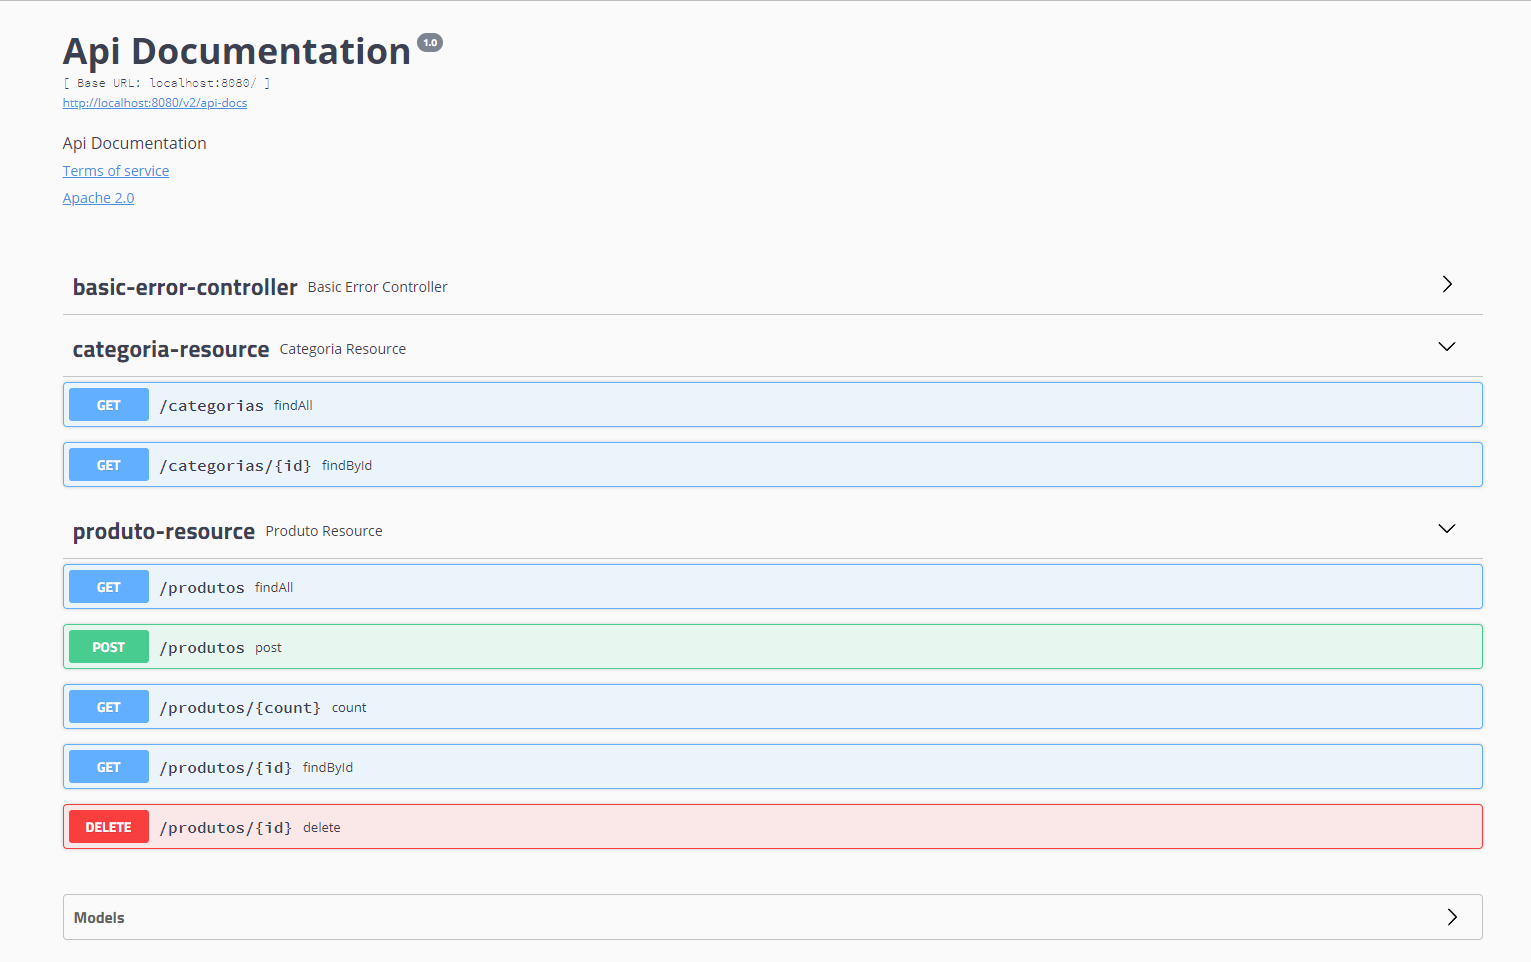 Api Documentation 1.0
[ Base URL: localhost:8080/ ]
http://localhost:8080/v2/api-docs
Api Documentation
Terms of service
Apache 2.0
basic-error-controller Basic Error Controller
categoria-resource Categoria Resource
GET /categorias findAll
GET /categorias/{id} findById
produto-resource Produto Resource
GET /produtos findAll
POST /produtos post
GET /produtos/{count} count
GET /produtos/{id} findById
DELETE /produtos/{id} delete
Models